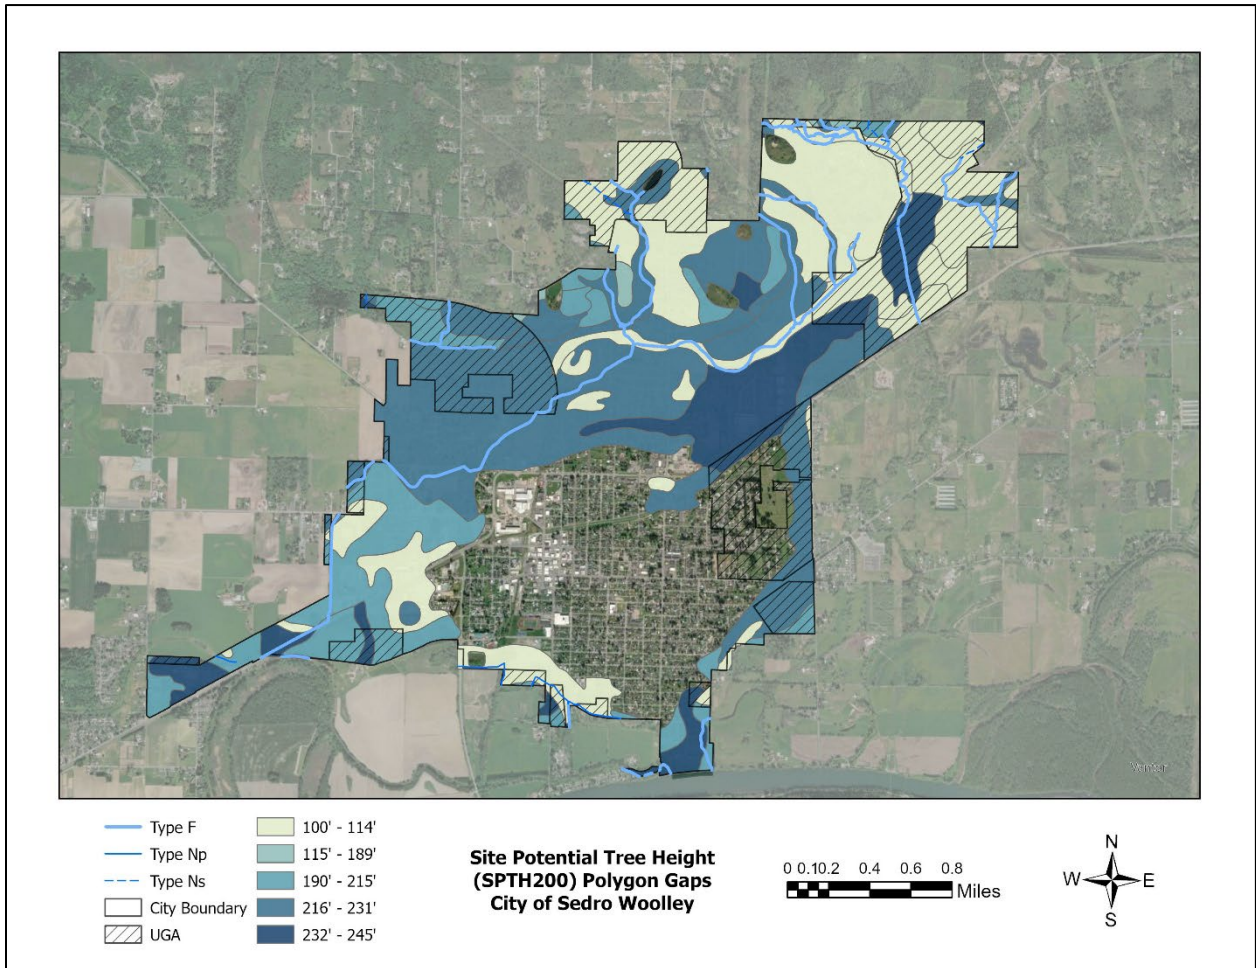 Type F
Type Np
Type Ns
City Boundary
UGA
100' - 114'
115' - 189'
190' - 215'
216' - 231'
232' - 245'
Site Potential Tree Height
(SPTH200) Polygon Gaps
City of Sedro Woolley
0 0.10.2 0.4 0.6 0.8
Miles
N
W E
S